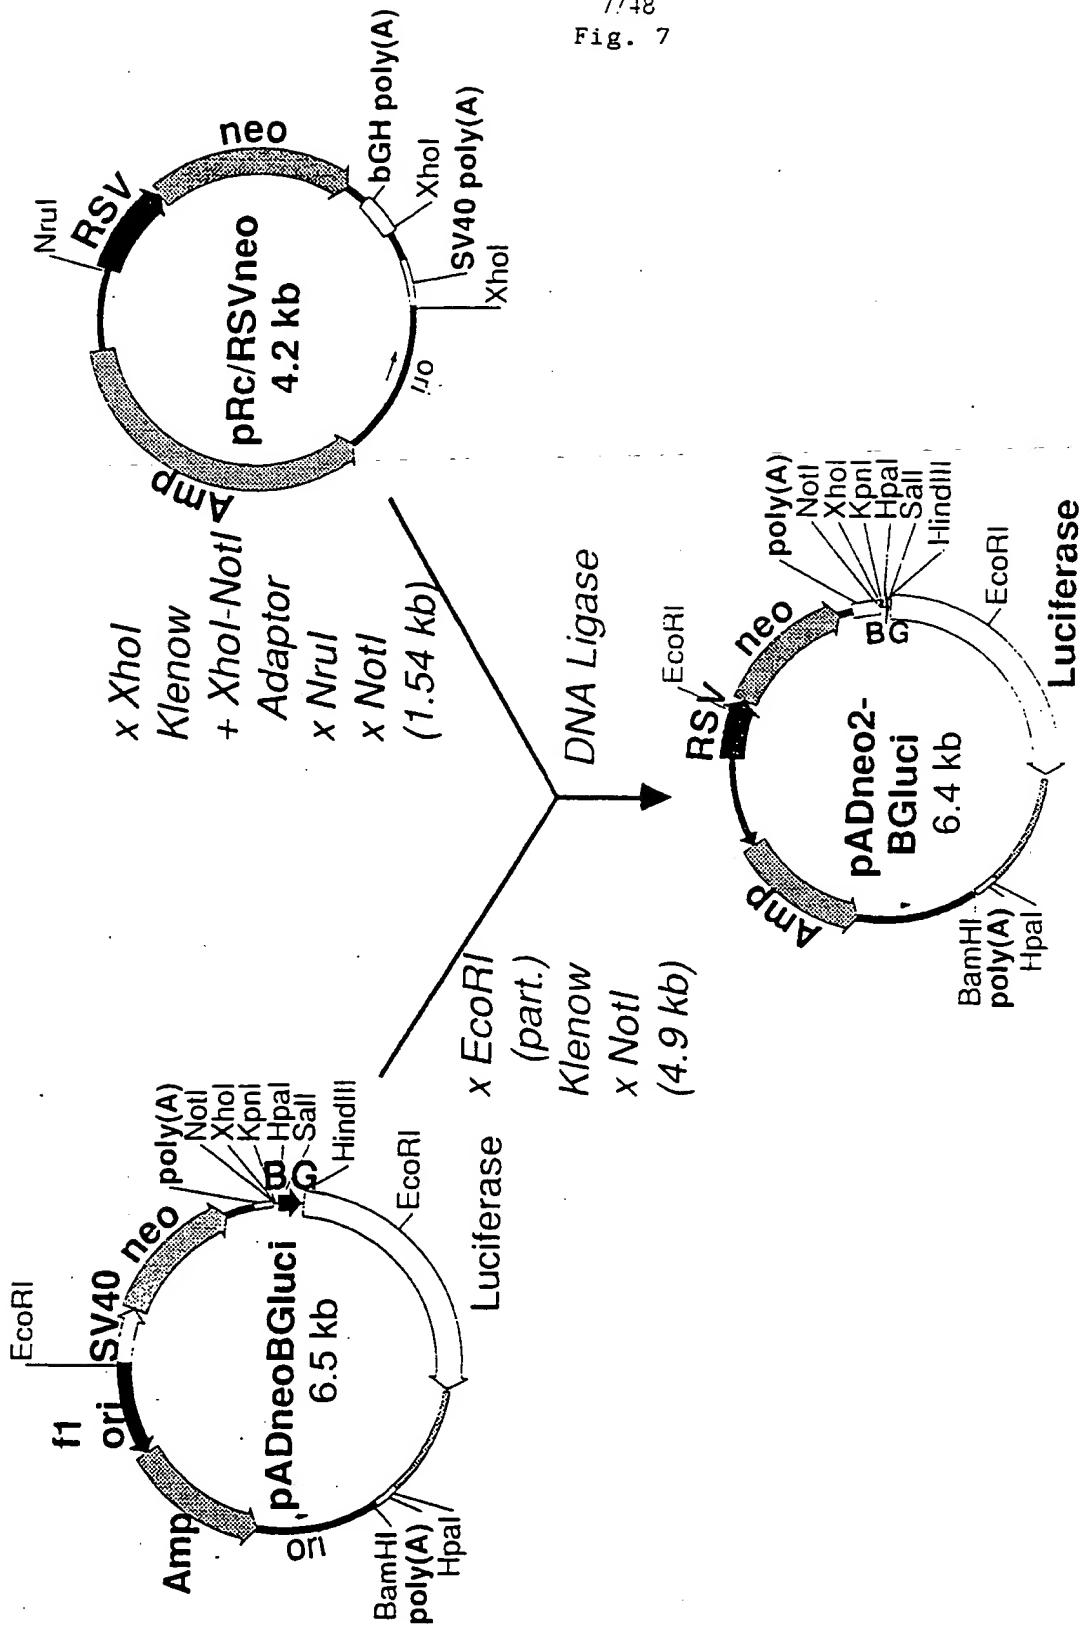 7/48
Fig. 7
EcoRI
f1
ori
SV40
neo
poly(A)
NotI
XhoI
KpnI
HpaI
SalI
BG
HindIII
EcoRI
Luciferase
Amp
ori
pADneoBGluci
6.5 kb
BamHI
poly(A)
HpaI
NruI
RSV
neo
bGH poly(A)
XhoI
SV40 poly(A)
XhoI
ori
Amp
pRc/RSVneo
4.2 kb
x EcoRI
(part.)
Klenow
x NotI
(4.9 kb)
x XhoI
Klenow
+ XhoI-NotI
Adaptor
x NruI
x NotI
(1.54 kb)
DNA Ligase
RSV
EcoRI
neo
poly(A)
NotI
XhoI
KpnI
HpaI
SalI
HindIII
BG
EcoRI
Luciferase
Amp
pADneo2-
BGluci
6.4 kb
BamHI
poly(A)
HpaI